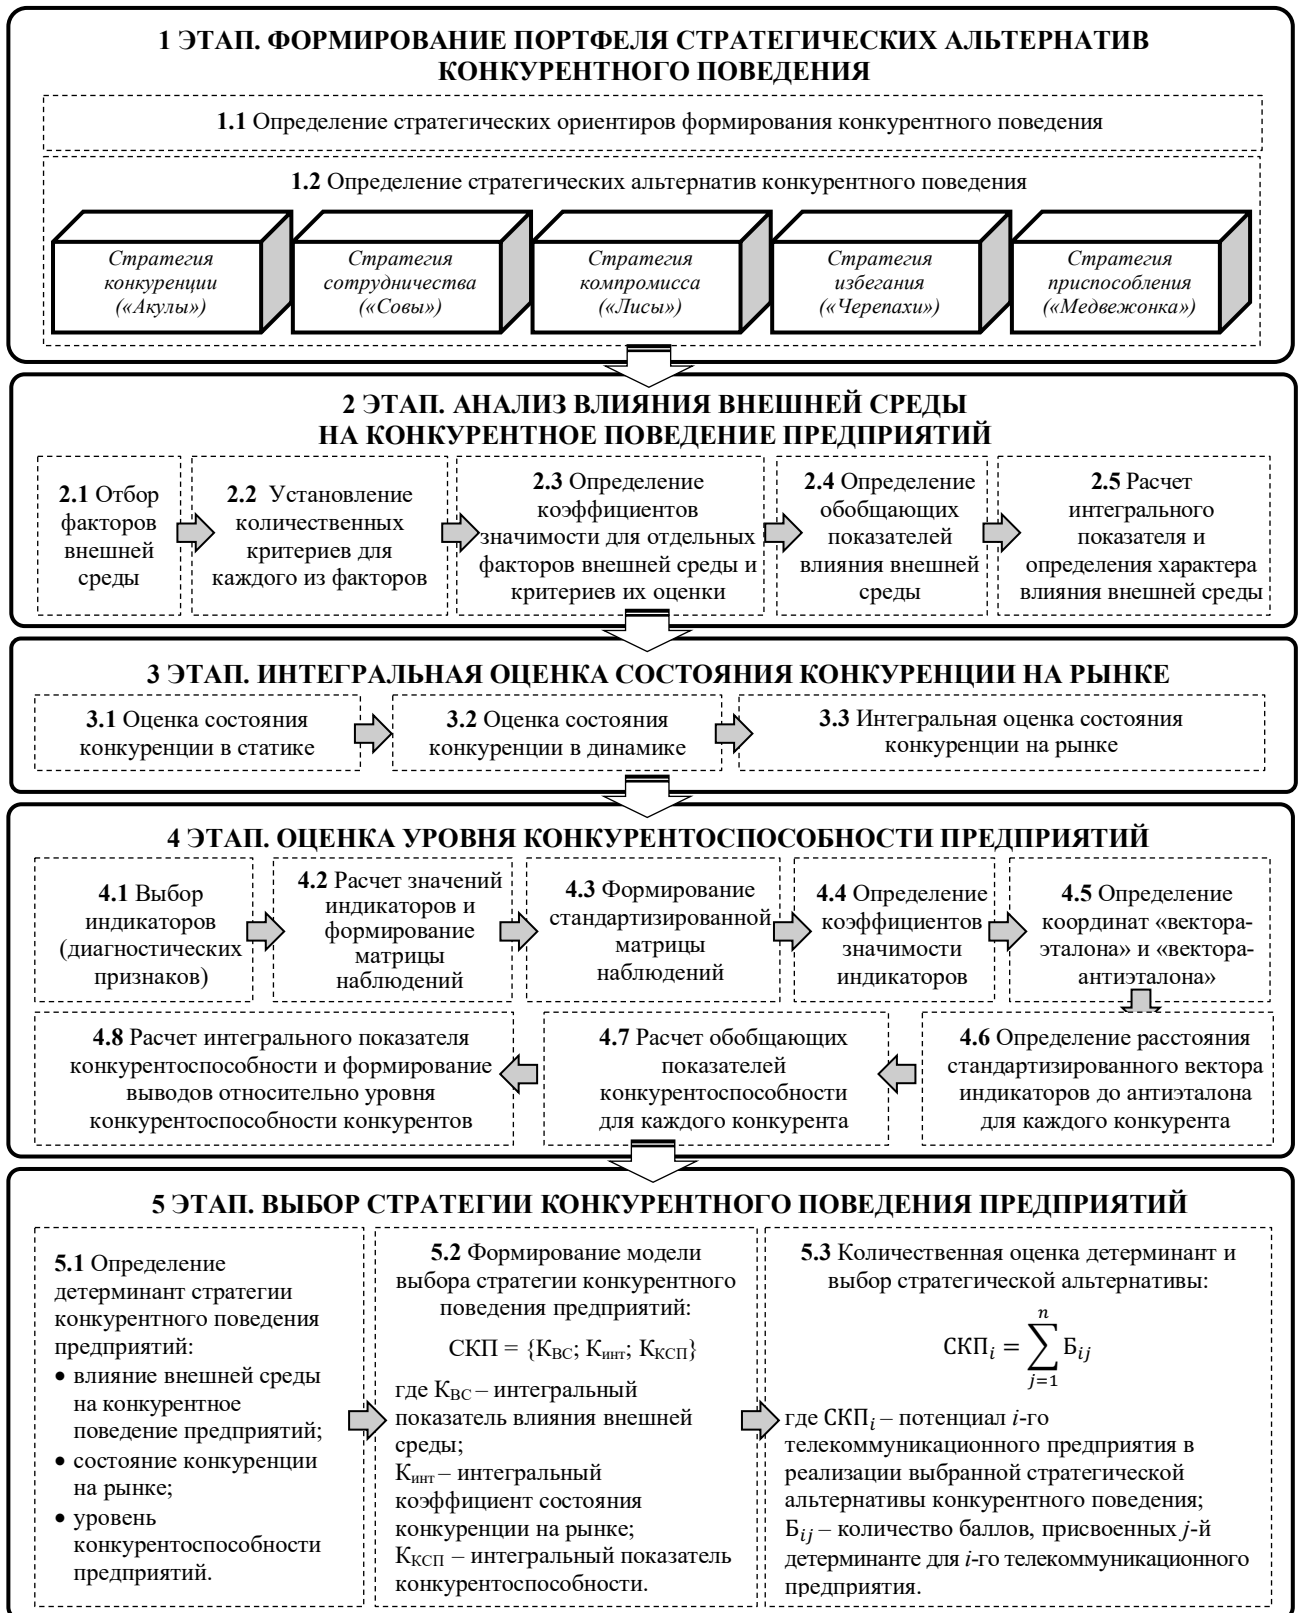 1 ЭТАП. ФОРМИРОВАНИЕ ПОРТФЕЛЯ СТРАТЕГИЧЕСКИХ АЛЬТЕРНАТИВ
КОНКУРЕНТНОГО ПОВЕДЕНИЯ
1.1 Определение стратегических ориентиров формирования конкурентного поведения
1.2 Определение стратегических альтернатив конкурентного поведения
Стратегия
конкуренции
(«Акулы»)
Стратегия
сотрудничества
(«Совы»)
Стратегия
компромисса
(«Лисы»)
Стратегия
избегания
(«Черепахи»)
Стратегия
приспособления
(«Медвежонка»)
2 ЭТАП. АНАЛИЗ ВЛИЯНИЯ ВНЕШНЕЙ СРЕДЫ
НА КОНКУРЕНТНОЕ ПОВЕДЕНИЕ ПРЕДПРИЯТИЙ
2.1 Отбор
факторов
внешней
среды
2.2 Установление
количественных
критериев для
каждого из факторов
2.3 Определение
коэффициентов
значимости для отдельных
факторов внешней среды и
критериев их оценки
2.4 Определение
обобщающих
показателей
влияния внешней
среды
2.5 Расчет
интегрального
показателя и
определения характера
влияния внешней среды
3 ЭТАП. ИНТЕГРАЛЬНАЯ ОЦЕНКА СОСТОЯНИЯ КОНКУРЕНЦИИ НА РЫНКЕ
3.1 Оценка состояния
конкуренции в статике
3.2 Оценка состояния
конкуренции в динамике
3.3 Интегральная оценка состояния
конкуренции на рынке
4 ЭТАП. ОЦЕНКА УРОВНЯ КОНКУРЕНТОСПОСОБНОСТИ ПРЕДПРИЯТИЙ
4.1 Выбор
индикаторов
(диагностических
признаков)
4.2 Расчет значений
индикаторов и
формирование
матрицы
наблюдений
4.3 Формирование
стандартизированной
матрицы
наблюдений
4.4 Определение
коэффициентов
значимости
индикаторов
4.5 Определение
координат «вектора-
эталона» и «вектора-
антиэталона»
4.6 Определение расстояния
стандартизированного вектора
индикаторов до антиэталона
для каждого конкурента
4.7 Расчет обобщающих
показателей
конкурентоспособности
для каждого конкурента
4.8 Расчет интегрального показателя
конкурентоспособности и формирование
выводов относительно уровня
конкурентоспособности конкурентов
5 ЭТАП. ВЫБОР СТРАТЕГИИ КОНКУРЕНТНОГО ПОВЕДЕНИЯ ПРЕДПРИЯТИЙ
5.1 Определение
детерминант стратегии
конкурентного поведения
предприятий:
• влияние внешней среды
на конкурентное
поведение предприятий;
• состояние конкуренции
на рынке;
• уровень
конкурентоспособности
предприятий.
5.2 Формирование модели
выбора стратегии конкурентного
поведения предприятий:
СКП = {К_ВС; К_инт; К_КСП}
где К_ВС – интегральный
показатель влияния внешней
среды;
К_инт – интегральный
коэффициент состояния
конкуренции на рынке;
К_КСП – интегральный показатель
конкурентоспособности.
5.3 Количественная оценка детерминант и
выбор стратегической альтернативы:
СКП_i = ∑_{j=1}^{n} Б_ij
где СКП_i – потенциал i-го
телекоммуникационного предприятия в
реализации выбранной стратегической
альтернативы конкурентного поведения;
Б_ij – количество баллов, присвоенных j-й
детерминанте для i-го телекоммуникационного
предприятия.